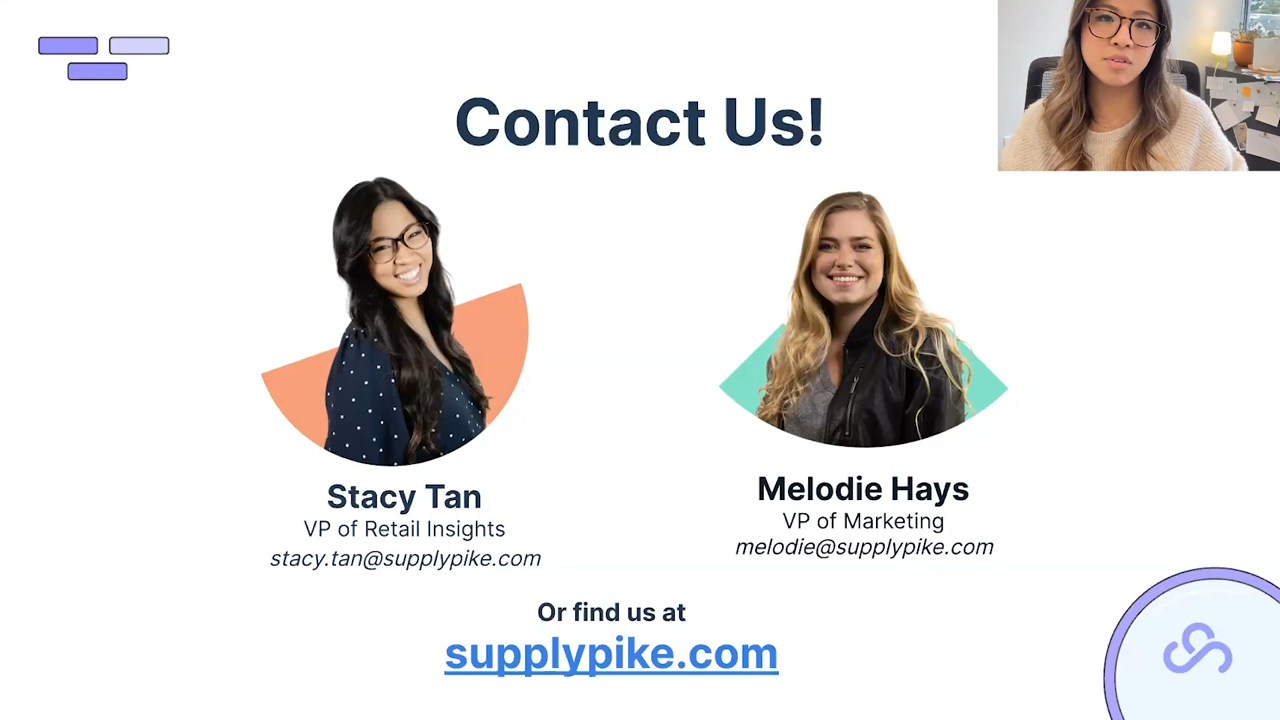 Contact Us!
Stacy Tan
VP of Retail Insights
stacy.tan@supplypike.com
Melodie Hays
VP of Marketing
melodie@supplypike.com
Or find us at
supplypike.com